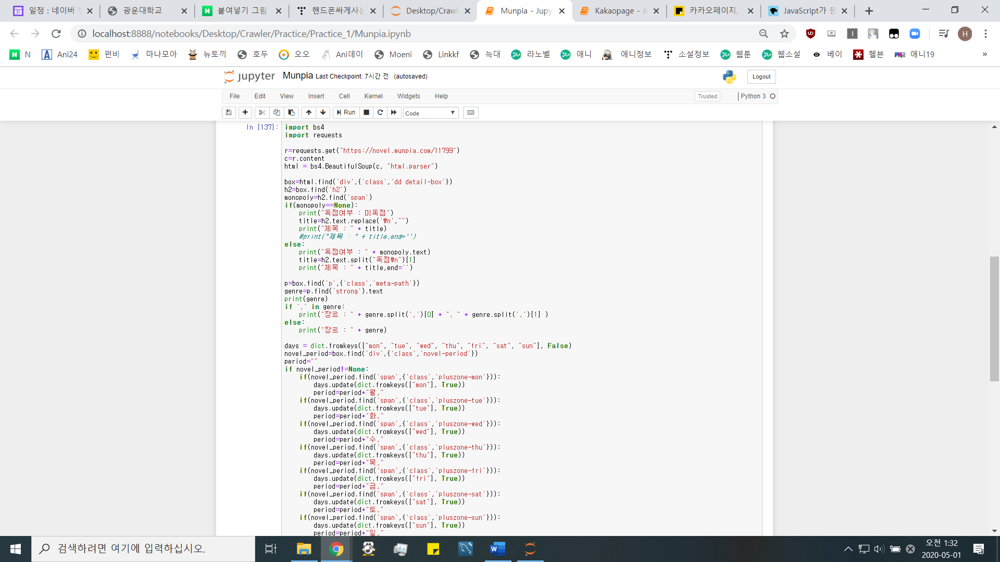 일정 : 네이버
광운대학교
붙여넣기 그림
핸드폰싸게사는
Desktop/Crawl
Munpia - Jupy
Kakaopage - Ju
카카오페이지,
JavaScript가 뭔
localhost:8888/notebooks/Desktop/Crawler/Practice/Practice_1/Munpia.ipynb
N Ani24 펀비 마나모아 뉴토끼 호두 오오 Ani데이 Moeni Linkkf 늑대 라노벨 애니 애니정보 소설정보 웹툰 웹소설 베이 헬븐 애니19 »
jupyter Munpia Last Checkpoint: 7시간 전 (autosaved) Logout
File Edit View Insert Cell Kernel Widgets Help Trusted Python 3
Run Code
In [137]:
import bs4
import requests
r=requests.get("https://novel.munpia.com/11799")
c=r.content
html = bs4.BeautifulSoup(c, "html.parser")
box=html.find('div',{'class','dd detail-box'})
h2=box.find('h2')
monopoly=h2.find('span')
if(monopoly==None):
    print("독점여부 : 미독점")
    title=h2.text.replace('₩n',"")
    print("제목 : " + title)
    #print("제목 : " + title,end='')
else:
    print("독점여부 : " + monopoly.text)
    title=h2.text.split("독점₩n")[1]
    print("제목 : " + title,end='')
p=box.find('p',{'class','meta-path'})
genre=p.find('strong').text
print(genre)
if ',' in genre:
    print("장르 : " + genre.split(',')[0] + ", " + genre.split(',')[1] )
else:
    print("장르 : " + genre)
days = dict.fromkeys(["mon", "tue", "wed", "thu", "fri", "sat", "sun"], False)
novel_period=box.find('div',{'class','novel-period'})
period=""
if novel_period!=None:
    if(novel_period.find('span',{'class','pluszone-mon'})):
        days.update(dict.fromkeys(["mon"], True))
        period=period+"월,"
    if(novel_period.find('span',{'class','pluszone-tue'})):
        days.update(dict.fromkeys(["tue"], True))
        period=period+"화,"
    if(novel_period.find('span',{'class','pluszone-wed'})):
        days.update(dict.fromkeys(["wed"], True))
        period=period+"수,"
    if(novel_period.find('span',{'class','pluszone-thu'})):
        days.update(dict.fromkeys(["thu"], True))
        period=period+"목,"
    if(novel_period.find('span',{'class','pluszone-fri'})):
        days.update(dict.fromkeys(["fri"], True))
        period=period+"금,"
    if(novel_period.find('span',{'class','pluszone-sat'})):
        days.update(dict.fromkeys(["sat"], True))
        period=period+"토,"
    if(novel_period.find('span',{'class','pluszone-sun'})):
        days.update(dict.fromkeys(["sun"], True))
        period=period+"일,"
검색하려면 여기에 입력하십시오.
오전 1:32
2020-05-01